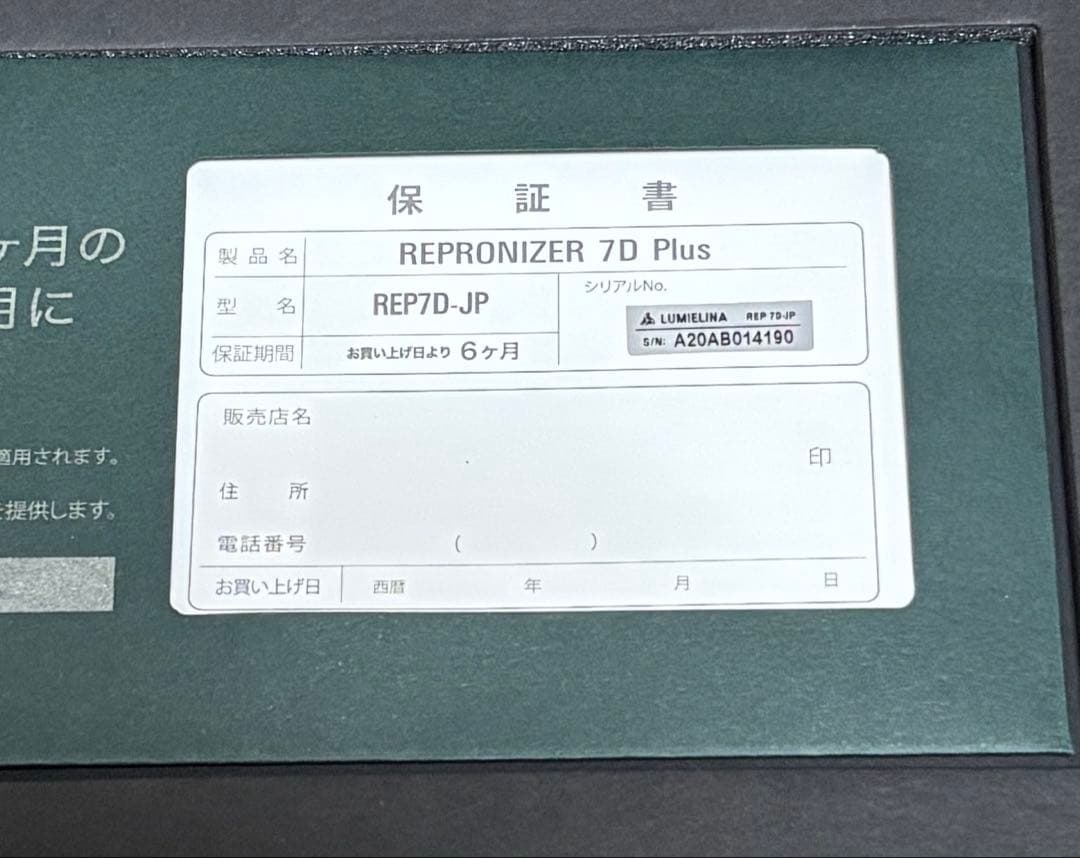 ヶ月の
月に
適用されます。
を提供します。
保証書
製品名 REPRONIZER 7D Plus
型名 REP7D-JP
シリアルNo.
LUMIELINA REP 7D-JP
S/N: A20AB014190
保証期間 お買い上げ日より 6ヶ月
販売店名
印
住所
電話番号 ( )
お買い上げ日 西暦 年 月 日